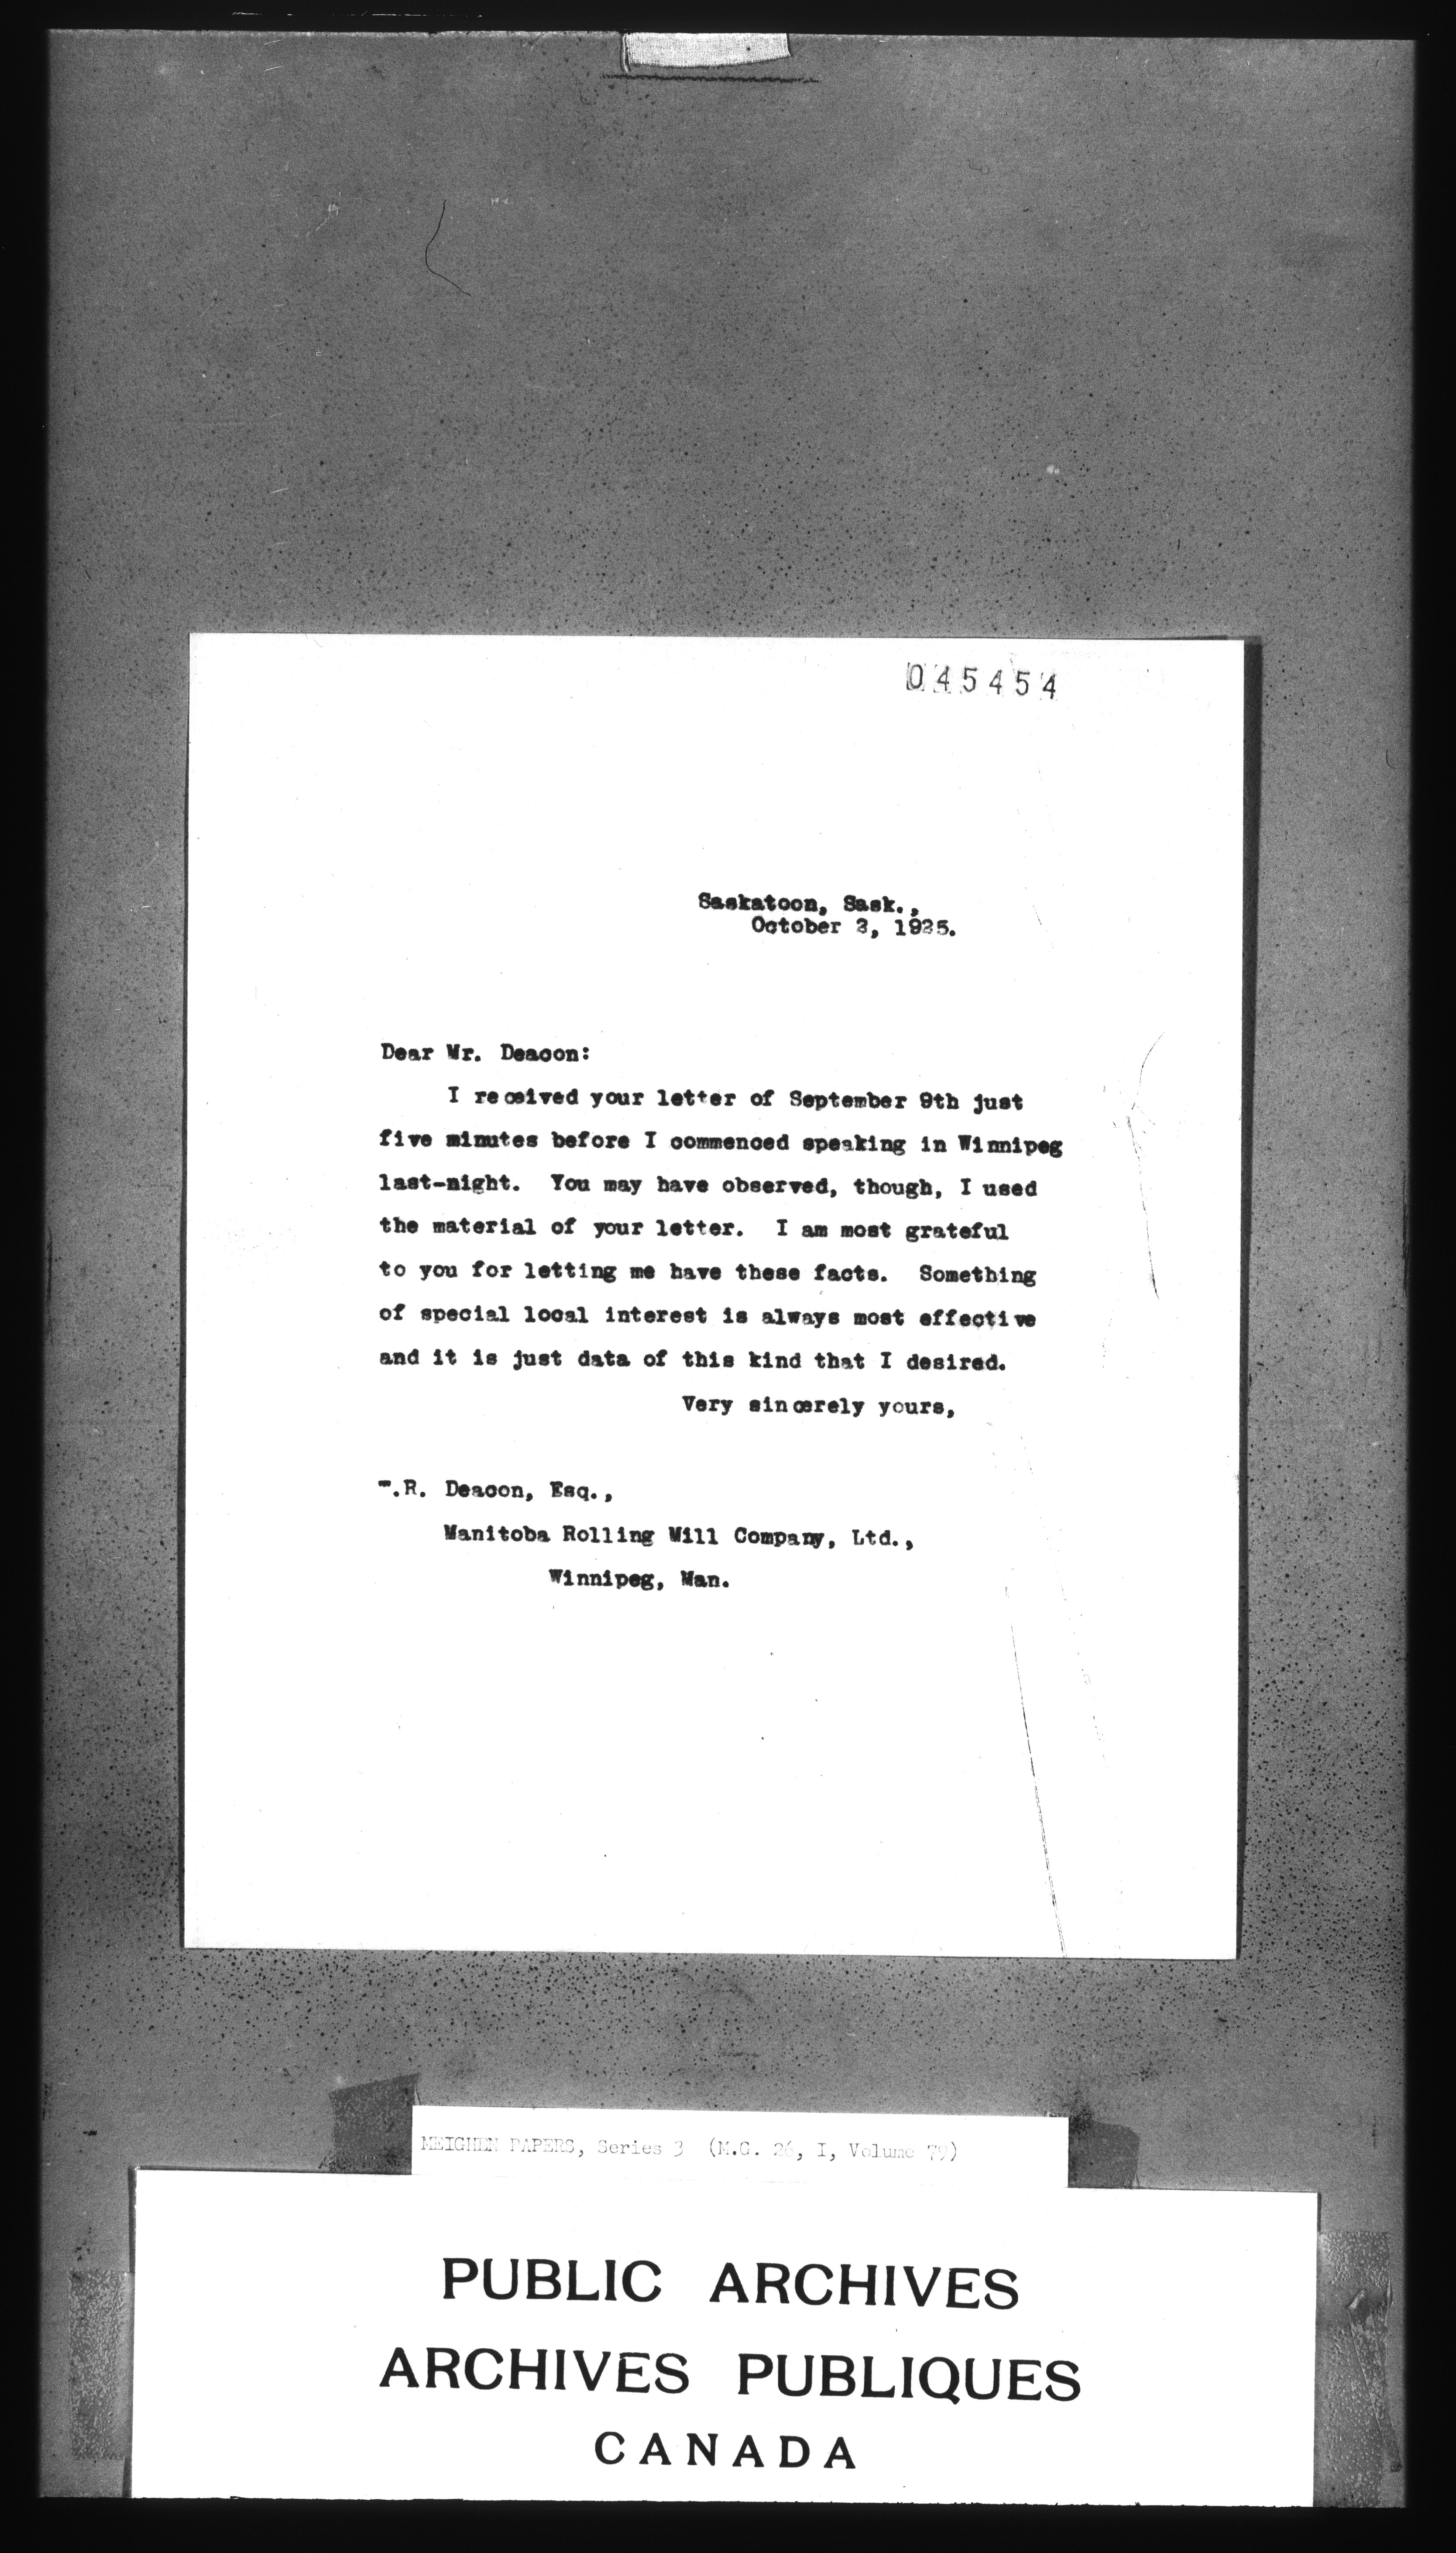 045454
Saskatoon, Sask.,
October 3, 1925.
Dear Mr. Deacon:
I received your letter of September 9th just
five minutes before I commenced speaking in Winnipeg
last-night. You may have observed, though, I used
the material of your letter. I am most grateful
to you for letting me have these facts. Something
of special local interest is always most effective
and it is just data of this kind that I desired.
Very sincerely yours,
.R. Deacon, Esq.,
Manitoba Rolling Mill Company, Ltd.,
Winnipeg, Man.
MEIGHEN PAPERS, Series 3 (M.G. 26, I, Volume 79)
PUBLIC ARCHIVES
ARCHIVES PUBLIQUES
CANADA